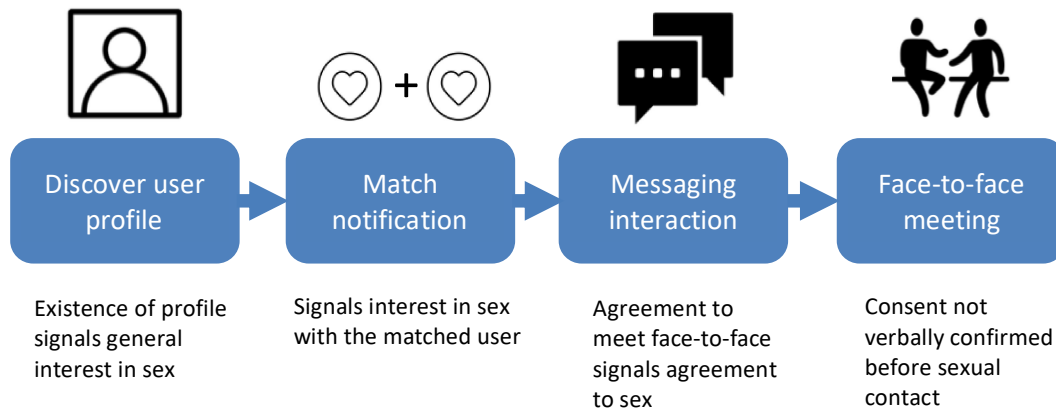 Discover user
profile
Match
notification
Messaging
interaction
Face-to-face
meeting
Existence of profile
signals general
interest in sex
Signals interest in sex
with the matched user
Agreement to
meet face-to-face
signals agreement
to sex
Consent not
verbally confirmed
before sexual
contact